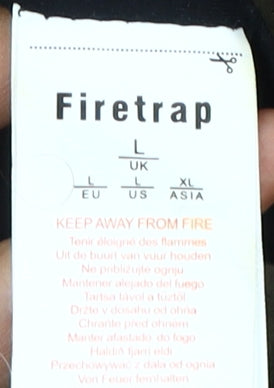 Firetrap
L
UK
L L XL
EU US ASIA
KEEP AWAY FROM FIRE
Tenir éloigné des flammes
Uit de buurt van vuur houden
Ne približujte ognju
Mantener alejado del fuego
Tartsa távol a tűztől
Držte v dosahu od ohňa
Chraňte před ohněm
Manter afastado do fogo
Haldið fjarri eldi
Przechowywać z dala od ognia
Von Feuer fernhalten